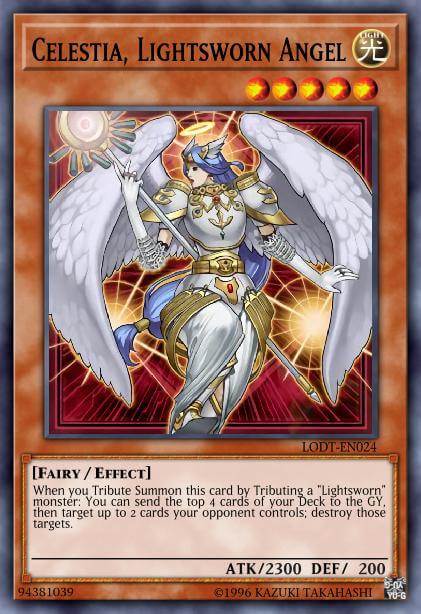 CELESTIA, LIGHTSWORN ANGEL
LIGHT
光
LODT-EN024
[FAIRY / EFFECT]
When you Tribute Summon this card by Tributing a "Lightsworn"
monster: You can send the top 4 cards of your Deck to the GY,
then target up to 2 cards your opponent controls; destroy those
targets.
ATK/2300 DEF/ 200
94381039
©1996 KAZUKI TAKAHASHI